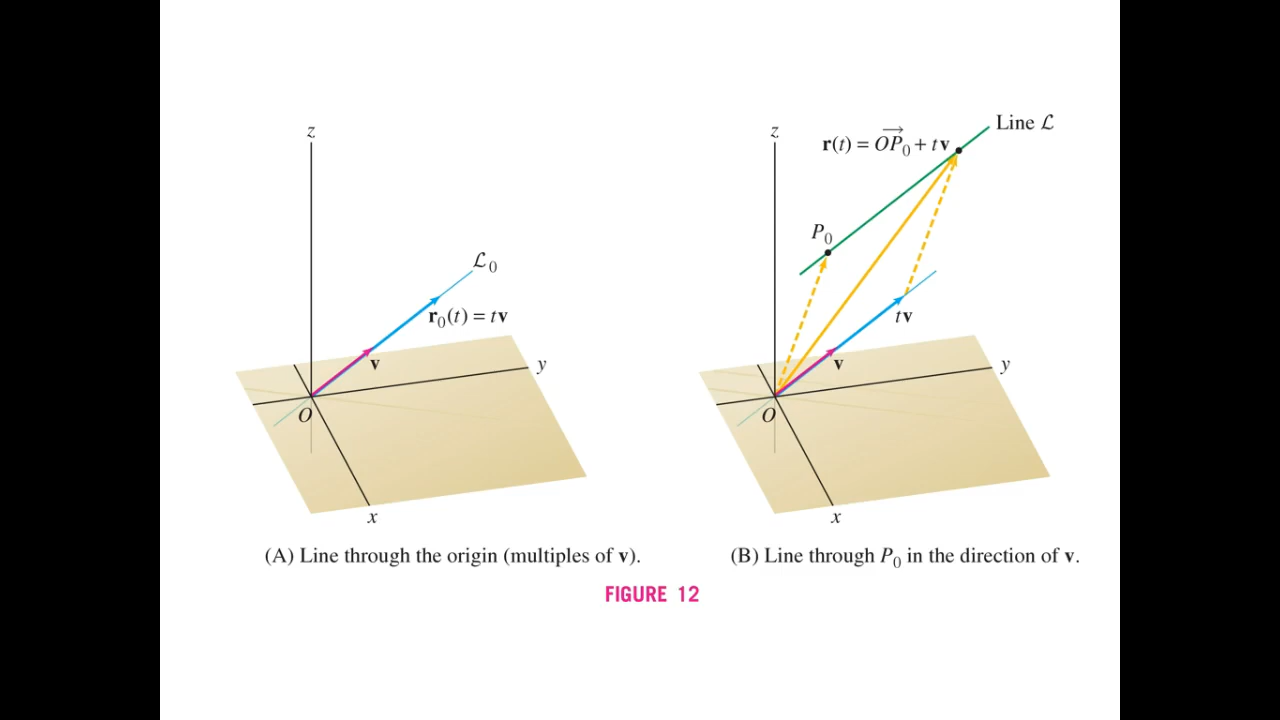 z
ℒ₀
r₀(t) = tv
v
y
O
x
(A) Line through the origin (multiples of v).
Line ℒ
z
r(t) = O⃗P⃗₀ + tv
P₀
tv
v
y
O
x
(B) Line through P₀ in the direction of v.
FIGURE 12